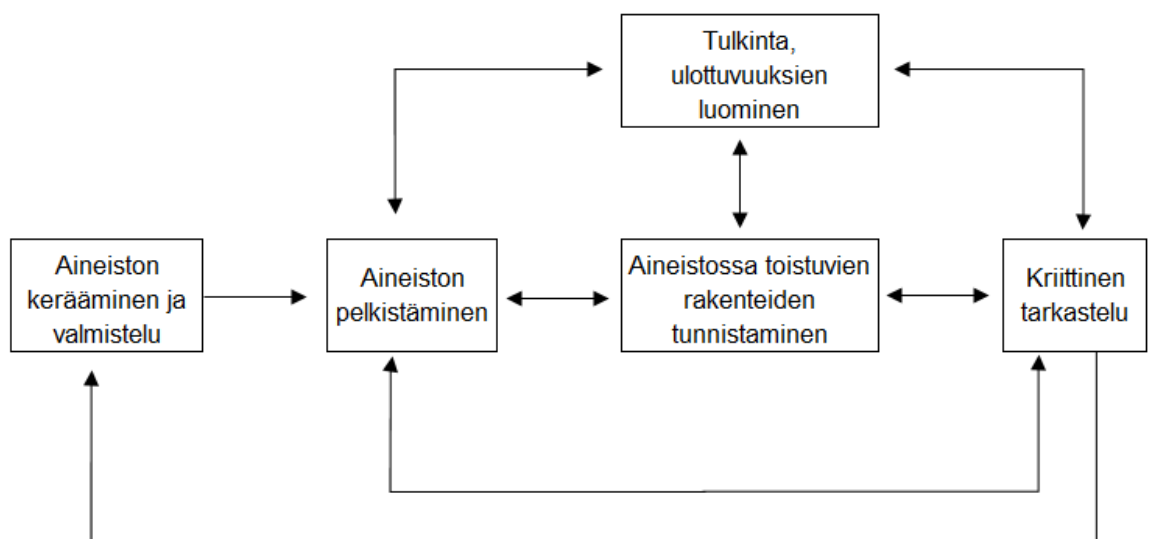 Tulkinta,
ulottuvuuksien
luominen
Aineiston
kerääminen ja
valmistelu
Aineiston
pelkistäminen
Aineistossa toistuvien
rakenteiden
tunnistaminen
Kriittinen
tarkastelu